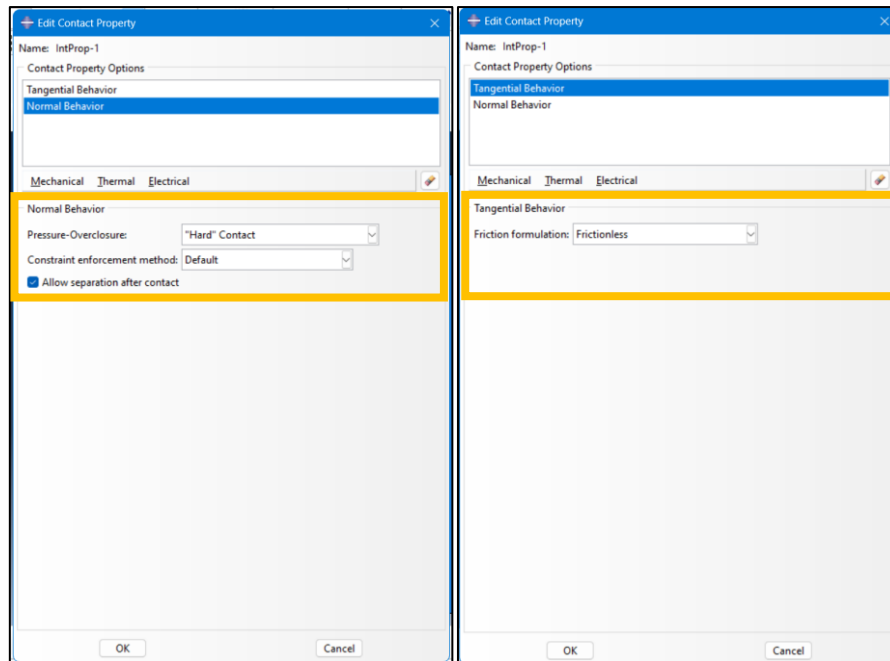 Edit Contact Property
Name: IntProp-1
Contact Property Options
Tangential Behavior
Normal Behavior
Mechanical Thermal Electrical
Normal Behavior
Pressure-Overclosure: "Hard" Contact
Constraint enforcement method: Default
Allow separation after contact
OK Cancel
Edit Contact Property
Name: IntProp-1
Contact Property Options
Tangential Behavior
Normal Behavior
Mechanical Thermal Electrical
Tangential Behavior
Friction formulation: Frictionless
OK Cancel